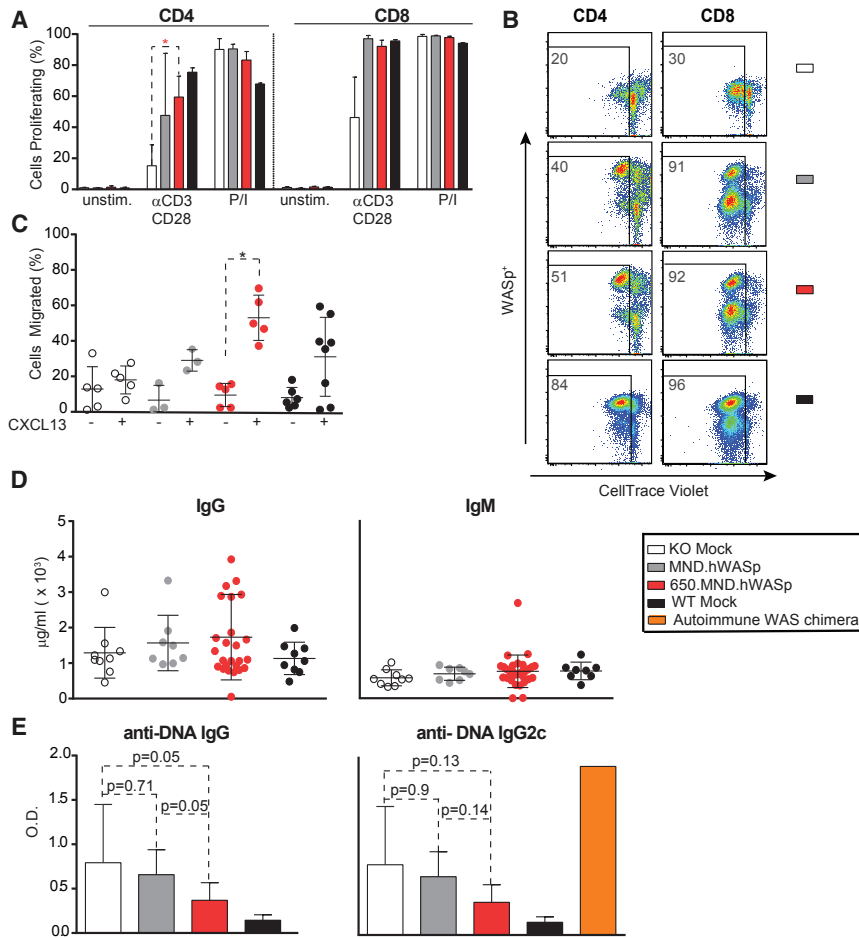 A
CD4
CD8
Cells Proliferating (%)
100
80
60
40
20
0
*
unstim.
αCD3
CD28
P/I
unstim.
αCD3
CD28
P/I
B
CD4
CD8
20
30
40
91
51
92
84
96
WASp+
CellTrace Violet
C
Cells Migrated (%)
100
80
60
40
20
0
*
CXCL13
- + - + - + - +
D
IgG
IgM
µg/ml ( x 10³)
5
4
3
2
1
0
KO Mock
MND.hWASp
650.MND.hWASp
WT Mock
Autoimmune WAS chimera
E
anti-DNA IgG
anti- DNA IgG2c
O.D.
2.0
1.5
1.0
0.5
0.0
p=0.05
p=0.71
p=0.05
p=0.13
p=0.9
p=0.14